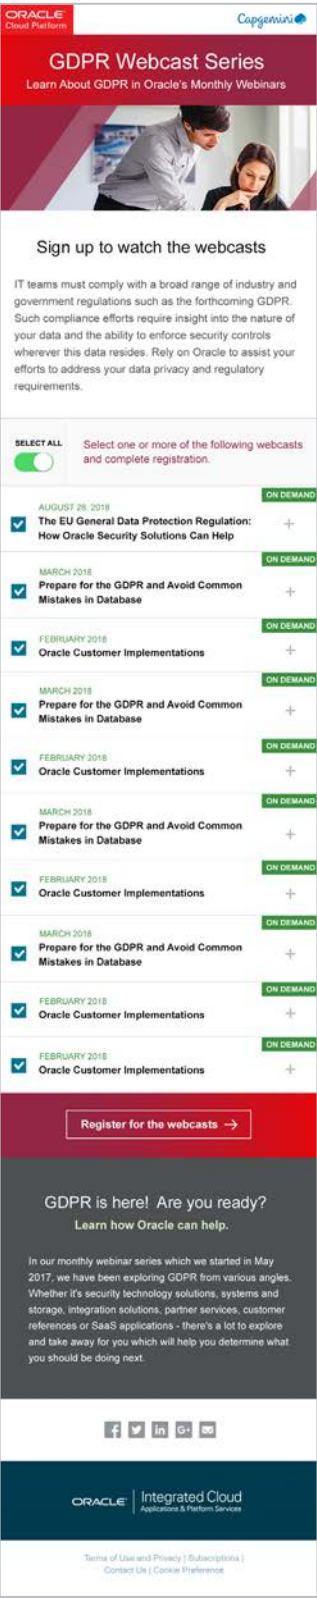 ORACLE
Cloud Platform
Capgemini
GDPR Webcast Series
Learn About GDPR in Oracle's Monthly Webinars
Sign up to watch the webcasts
IT teams must comply with a broad range of industry and
government regulations such as the forthcoming GDPR.
Such compliance efforts require insight into the nature of
your data and the ability to enforce security controls
wherever this data resides. Rely on Oracle to assist your
efforts to address your data privacy and regulatory
requirements.
SELECT ALL
Select one or more of the following webcasts
and complete registration.
ON DEMAND
AUGUST 28, 2018
The EU General Data Protection Regulation:
How Oracle Security Solutions Can Help
ON DEMAND
MARCH 2018
Prepare for the GDPR and Avoid Common
Mistakes in Database
ON DEMAND
FEBRUARY 2018
Oracle Customer Implementations
ON DEMAND
MARCH 2018
Prepare for the GDPR and Avoid Common
Mistakes in Database
ON DEMAND
FEBRUARY 2018
Oracle Customer Implementations
ON DEMAND
MARCH 2018
Prepare for the GDPR and Avoid Common
Mistakes in Database
ON DEMAND
FEBRUARY 2018
Oracle Customer Implementations
ON DEMAND
MARCH 2018
Prepare for the GDPR and Avoid Common
Mistakes in Database
ON DEMAND
FEBRUARY 2018
Oracle Customer Implementations
ON DEMAND
FEBRUARY 2018
Oracle Customer Implementations
Register for the webcasts →
GDPR is here! Are you ready?
Learn how Oracle can help.
In our monthly webinar series which we started in May
2017, we have been exploring GDPR from various angles.
Whether it's security technology solutions, systems and
storage, integration solutions, partner services, customer
references or SaaS applications - there's a lot to explore
and take away for you which will help you determine what
you should be doing next.
ORACLE | Integrated Cloud
Applications & Platform Services
Terms of Use and Privacy | Subscriptions |
Contact Us | Cookie Preference